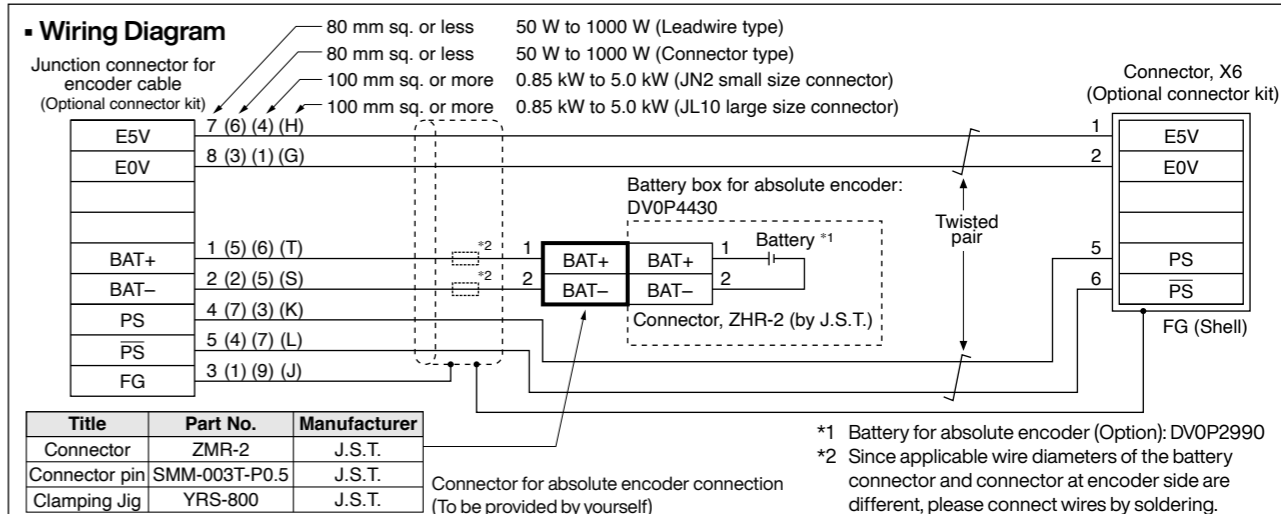 ▪ Wiring Diagram
80 mm sq. or less 50 W to 1000 W (Leadwire type)
80 mm sq. or less 50 W to 1000 W (Connector type)
100 mm sq. or more 0.85 kW to 5.0 kW (JN2 small size connector)
100 mm sq. or more 0.85 kW to 5.0 kW (JL10 large size connector)
Junction connector for
encoder cable
(Optional connector kit)
Connector, X6
(Optional connector kit)
E5V 7 (6) (4) (H) 1 E5V
E0V 8 (3) (1) (G) 2 E0V
Battery box for absolute encoder:
DV0P4430
Twisted
pair
BAT+ 1 (5) (6) (T) *2 1 BAT+ BAT+ 1 Battery *1 5 PS
BAT– 2 (2) (5) (S) *2 2 BAT– BAT– 2 6 P̅S̅
PS 4 (7) (3) (K)
Connector, ZHR-2 (by J.S.T.)
FG (Shell)
P̅S̅ 5 (4) (7) (L)
FG 3 (1) (9) (J)
Title Part No. Manufacturer
Connector ZMR-2 J.S.T.
Connector pin SMM-003T-P0.5 J.S.T.
Clamping Jig YRS-800 J.S.T.
Connector for absolute encoder connection
(To be provided by yourself)
*1 Battery for absolute encoder (Option): DV0P2990
*2 Since applicable wire diameters of the battery
connector and connector at encoder side are
different, please connect wires by soldering.